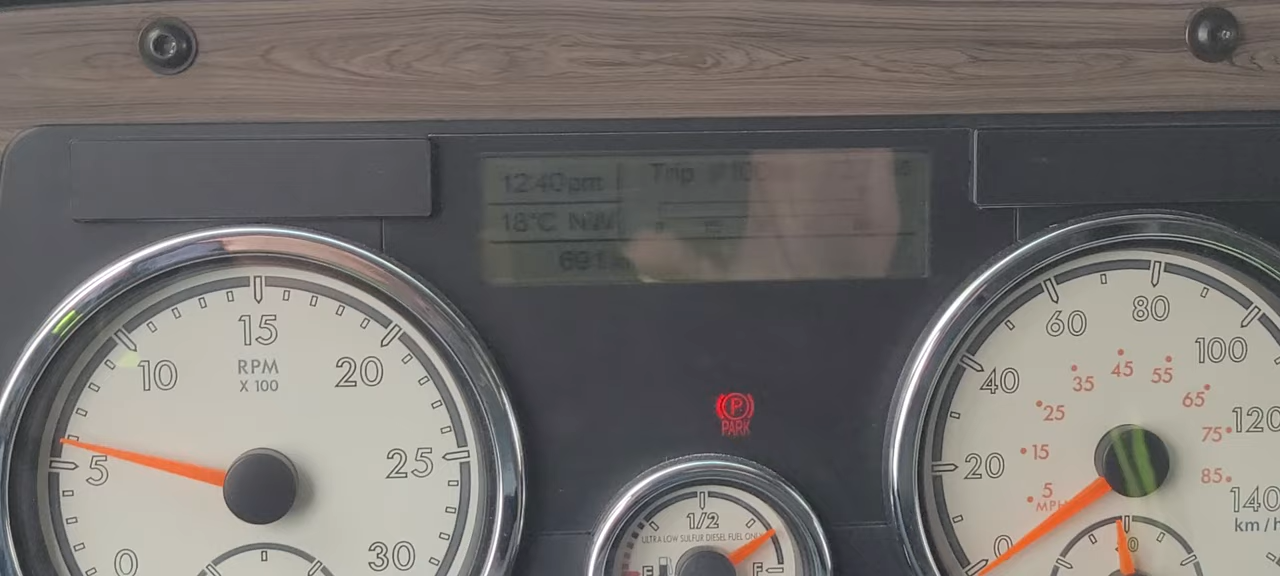 12:40pm
Trip
18°C NW
691
15
10
RPM
X 100
20
5
25
0
30
P
PARK
1/2
ULTRA LOW SULFUR DIESEL FUEL ONLY
E
F
80
60
100
45
35
55
40
65
25
120
75
15
20
85
5
MPH
140
0
km/h
0